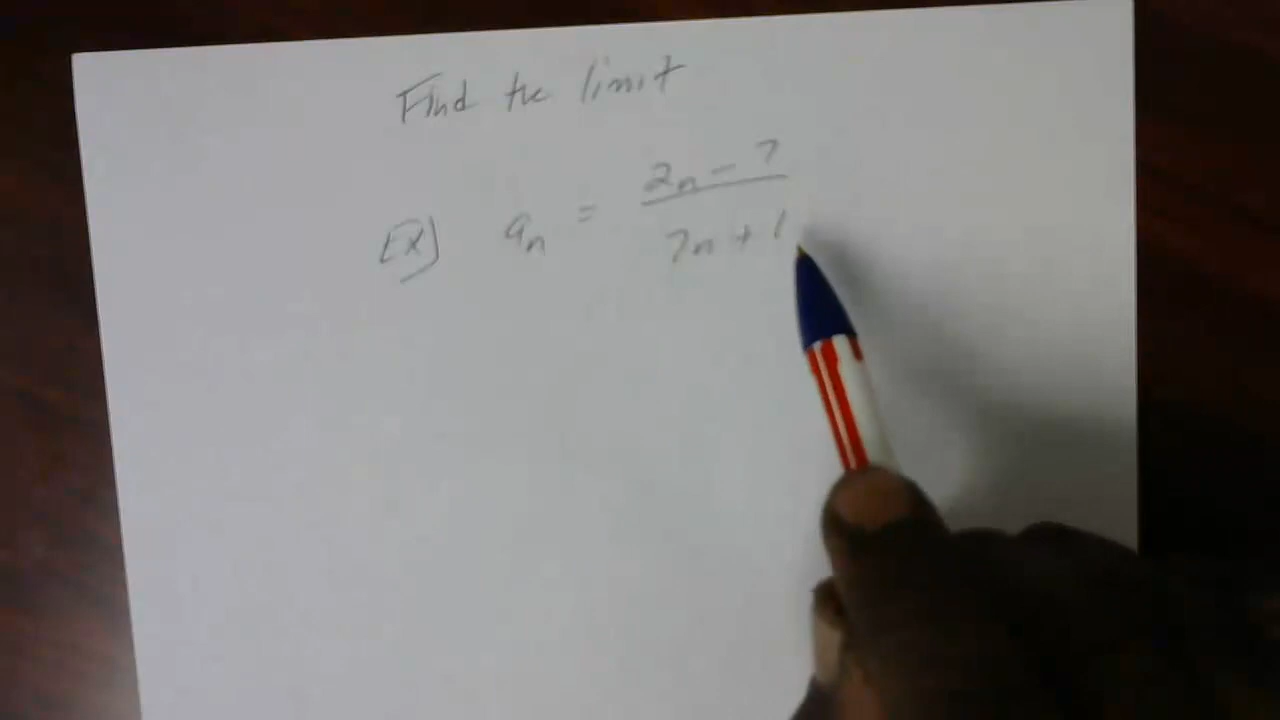 Find the limit
Ex) aₙ = (2n - 7)/(7n + 1)